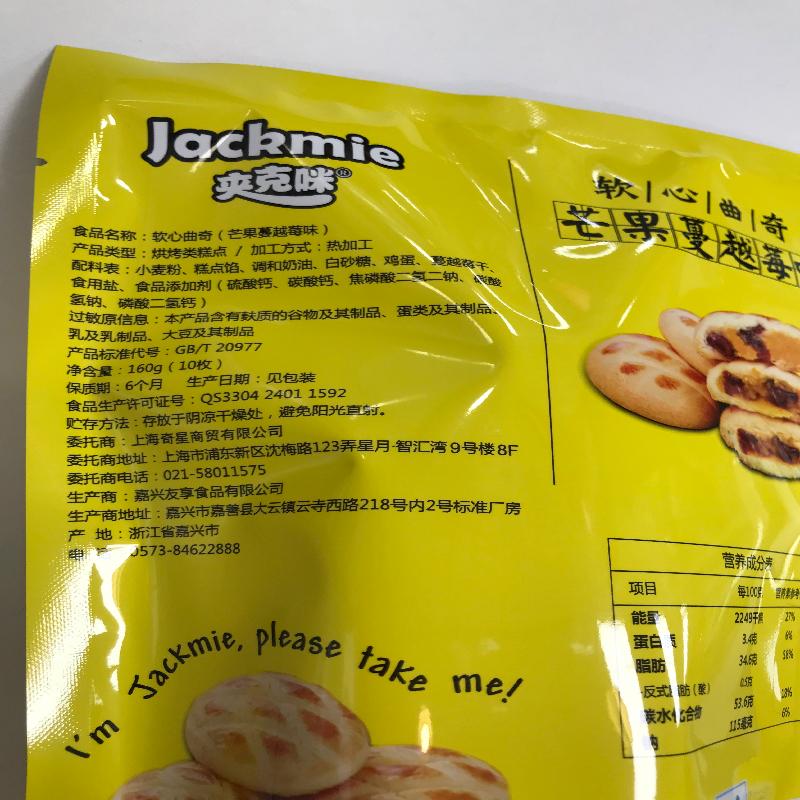 Jackmie
夹克咪®
食品名称：软心曲奇（芒果蔓越莓味）
产品类型：烘烤类糕点 / 加工方式：热加工
配料表：小麦粉、糕点馅、调和奶油、白砂糖、鸡蛋、蔓越莓干、
食用盐、食品添加剂（硫酸钙、碳酸钙、焦磷酸二氢二钠、碳酸
氢钠、磷酸二氢钙）
过敏原信息：本产品含有麸质的谷物及其制品、蛋类及其制品、
乳及乳制品、大豆及其制品
产品标准代号：GB/T 20977
净含量：160g（10枚）
保质期：6个月 生产日期：见包装
食品生产许可证号：QS3304 2401 1592
贮存方法：存放于阴凉干燥处，避免阳光直射。
委托商：上海奇星商贸有限公司
委托商地址：上海市浦东新区沈梅路123弄星月·智汇湾9号楼8F
委托商电话：021-58011575
生产商：嘉兴友享食品有限公司
生产商地址：嘉兴市嘉善县大云镇云寺西路218号内2号标准厂房
产 地：浙江省嘉兴市
电 0573-84622888
I'm Jackmie, please take me!
软|心|曲|奇
芒果蔓越莓
营养成分表
项目 每100克
能量 2249千焦 27%
蛋白质 3.4克 6%
脂肪 34.6克 58%
-反式脂肪（酸） 0.5克
碳水化合物 53.6克 18%
钠 115毫克 6%